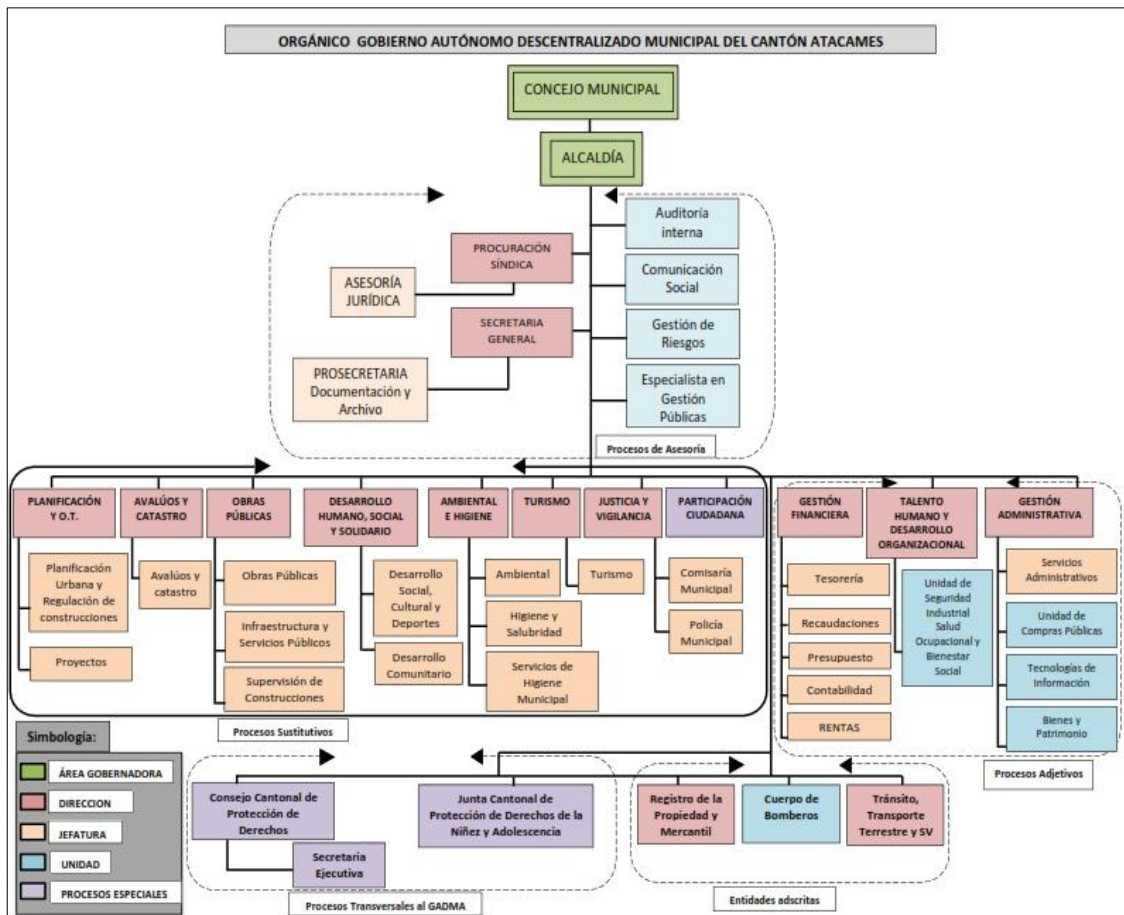 ORGÁNICO GOBIERNO AUTÓNOMO DESCENTRALIZADO MUNICIPAL DEL CANTÓN ATACAMES
CONCEJO MUNICIPAL
ALCALDÍA
Auditoría
interna
PROCURACIÓN
SÍNDICA
Comunicación
Social
ASESORÍA
JURÍDICA
SECRETARIA
GENERAL
Gestión de
Riesgos
PROSECRETARIA
Documentación y
Archivo
Especialista en
Gestión
Públicas
Procesos de Asesoría
PLANIFICACIÓN
Y O.T.
AVALÚOS Y
CATASTRO
OBRAS
PÚBLICAS
DESARROLLO
HUMANO, SOCIAL
Y SOLIDARIO
AMBIENTAL
E HIGIENE
TURISMO
JUSTICIA Y
VIGILANCIA
PARTICIPACIÓN
CIUDADANA
GESTIÓN
FINANCIERA
TALENTO
HUMANO Y
DESARROLLO
ORGANIZACIONAL
GESTIÓN
ADMINISTRATIVA
Planificación
Urbana y
Regulación de
construcciones
Proyectos
Avalúos y
catastro
Obras Públicas
Infraestructura y
Servicios Públicos
Supervisión de
Construcciones
Desarrollo
Social,
Cultural y
Deportes
Desarrollo
Comunitario
Ambiental
Higiene y
Salubridad
Servicios de
Higiene
Municipal
Turismo
Comisaría
Municipal
Policía
Municipal
Tesorería
Recaudaciones
Presupuesto
Contabilidad
RENTAS
Unidad de
Seguridad
Industrial
Salud
Ocupacional y
Bienestar
Social
Servicios
Administrativos
Unidad de
Compras Públicas
Tecnologías de
Información
Bienes y
Patrimonio
Procesos Sustitutivos
Procesos Adjetivos
Simbología:
ÁREA GOBERNADORA
DIRECCION
JEFATURA
UNIDAD
PROCESOS ESPECIALES
Consejo Cantonal de
Protección de
Derechos
Secretaria
Ejecutiva
Junta Cantonal de
Protección de Derechos de la
Niñez y Adolescencia
Procesos Transversales al GADMA
Registro de la
Propiedad y
Mercantil
Cuerpo de
Bomberos
Tránsito,
Transporte
Terrestre y SV
Entidades adscritas